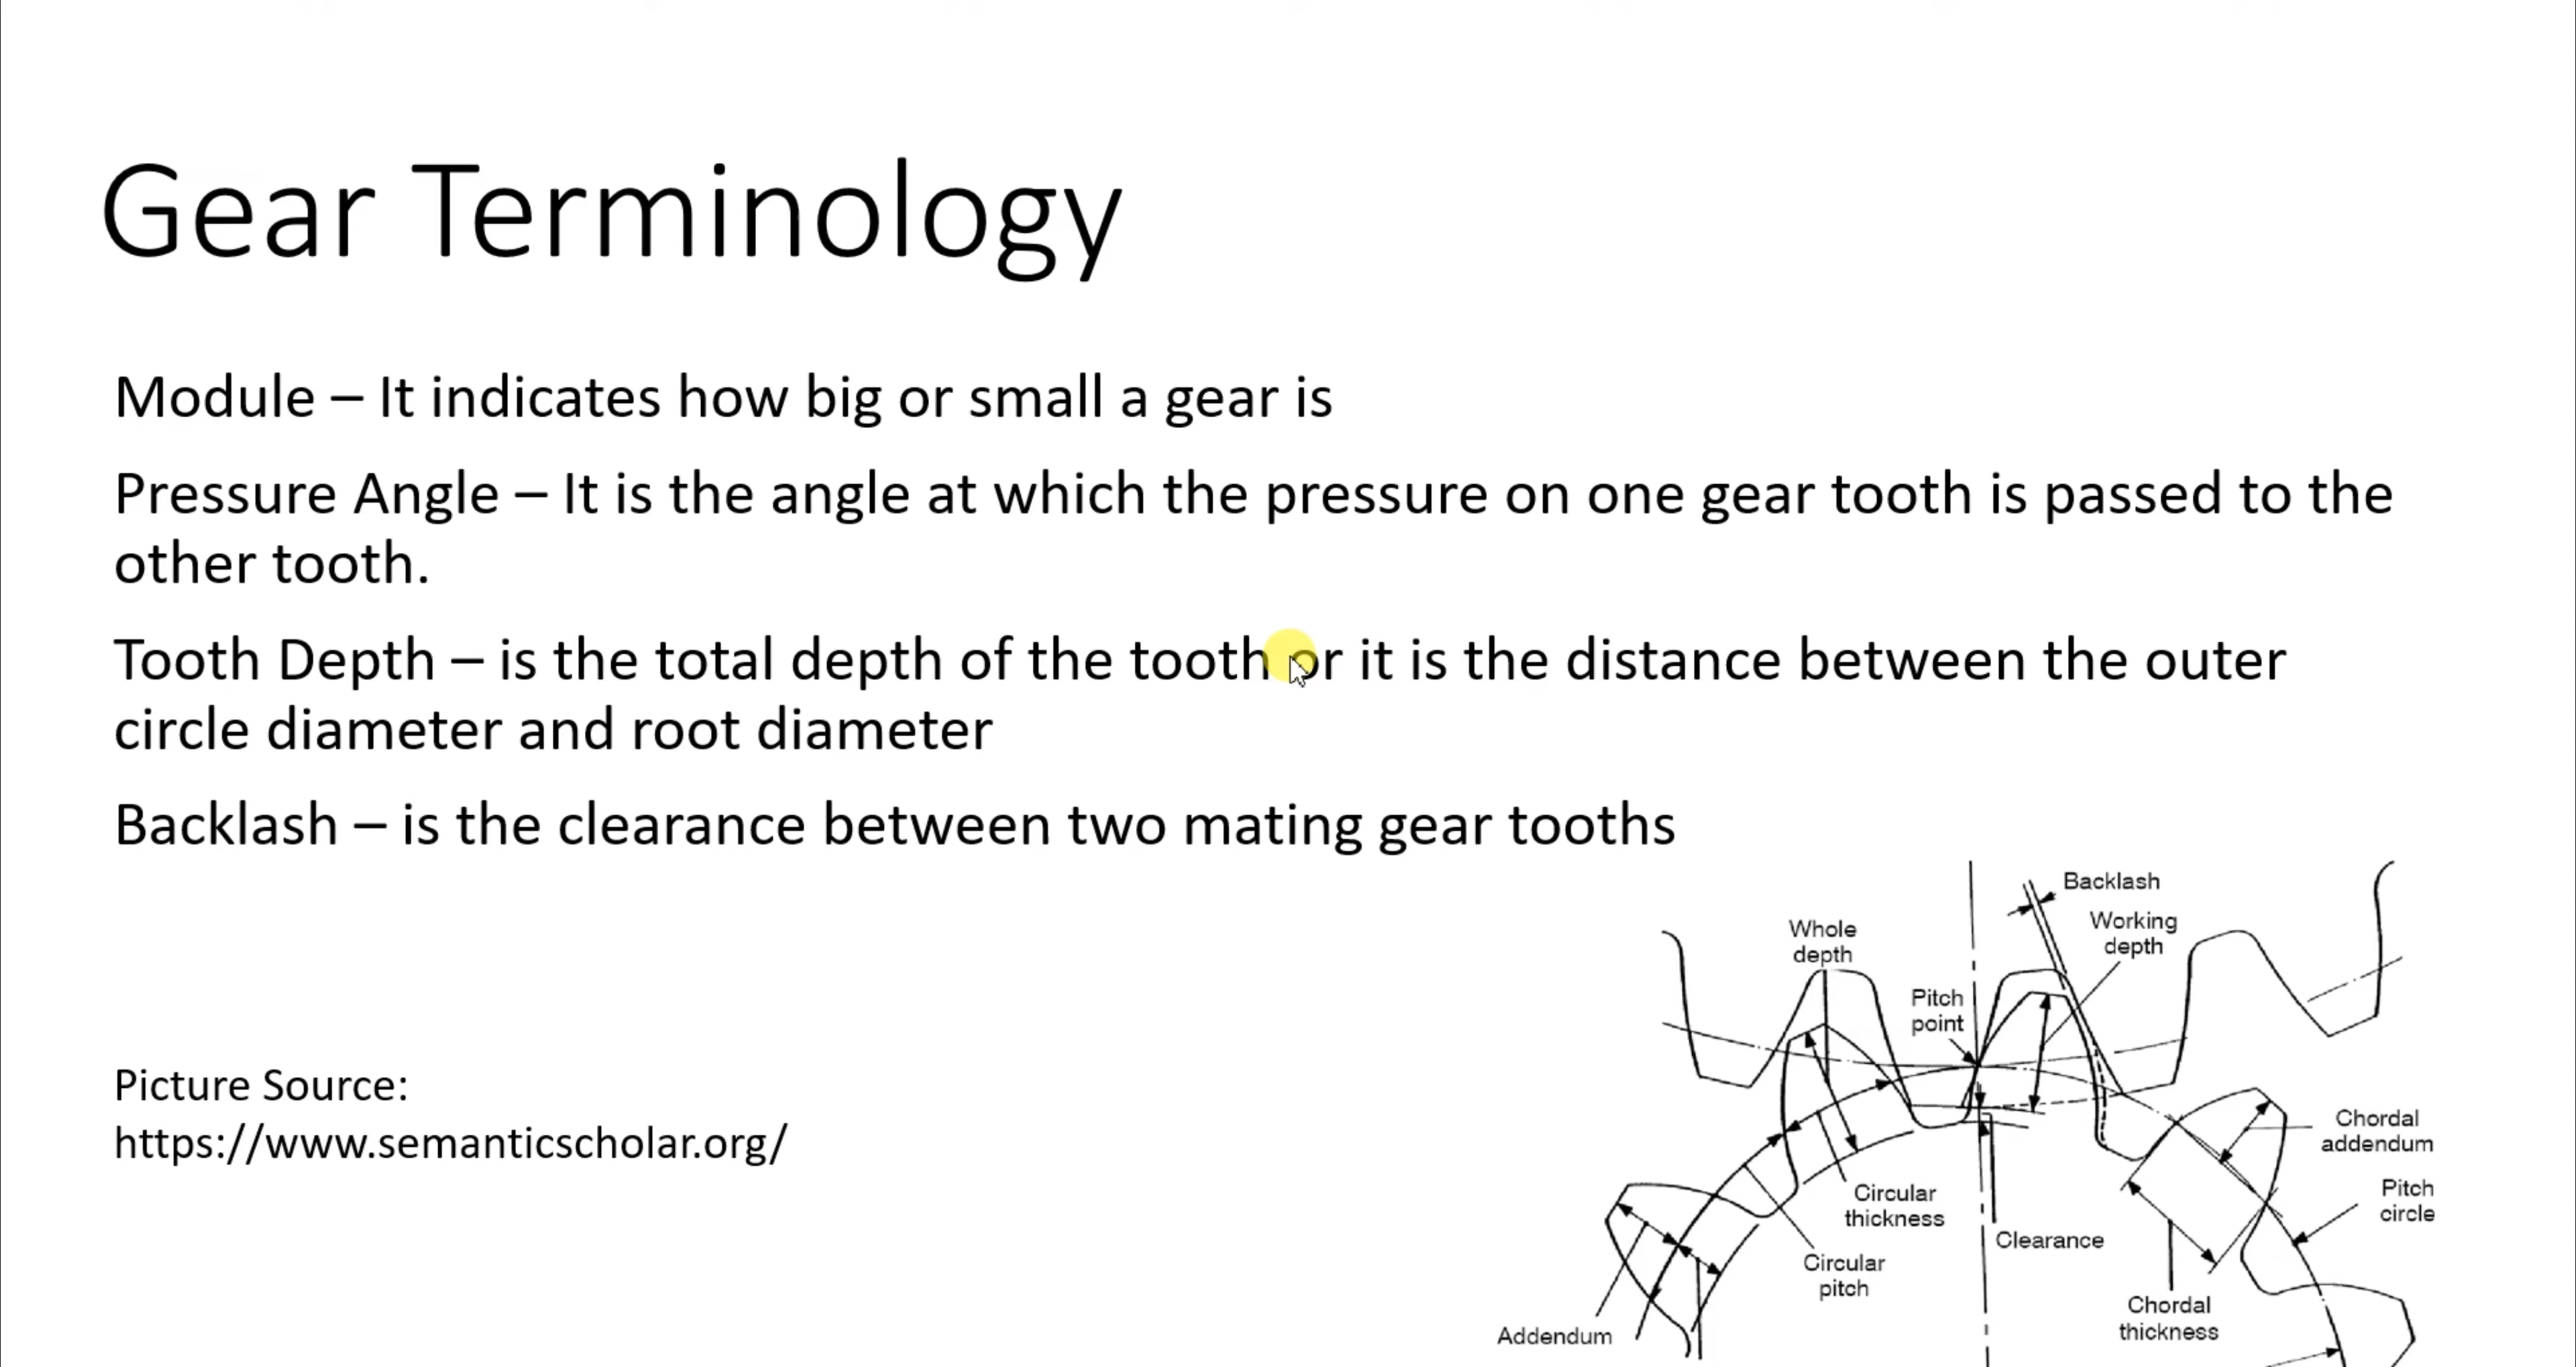 Gear Terminology
Module – It indicates how big or small a gear is
Pressure Angle – It is the angle at which the pressure on one gear tooth is passed to the
other tooth.
Tooth Depth – is the total depth of the tooth or it is the distance between the outer
circle diameter and root diameter
Backlash – is the clearance between two mating gear tooths
Picture Source:
https://www.semanticscholar.org/
Backlash
Working
depth
Whole
depth
Pitch
point
Chordal
addendum
Pitch
circle
Circular
thickness
Clearance
Circular
pitch
Chordal
thickness
Addendum